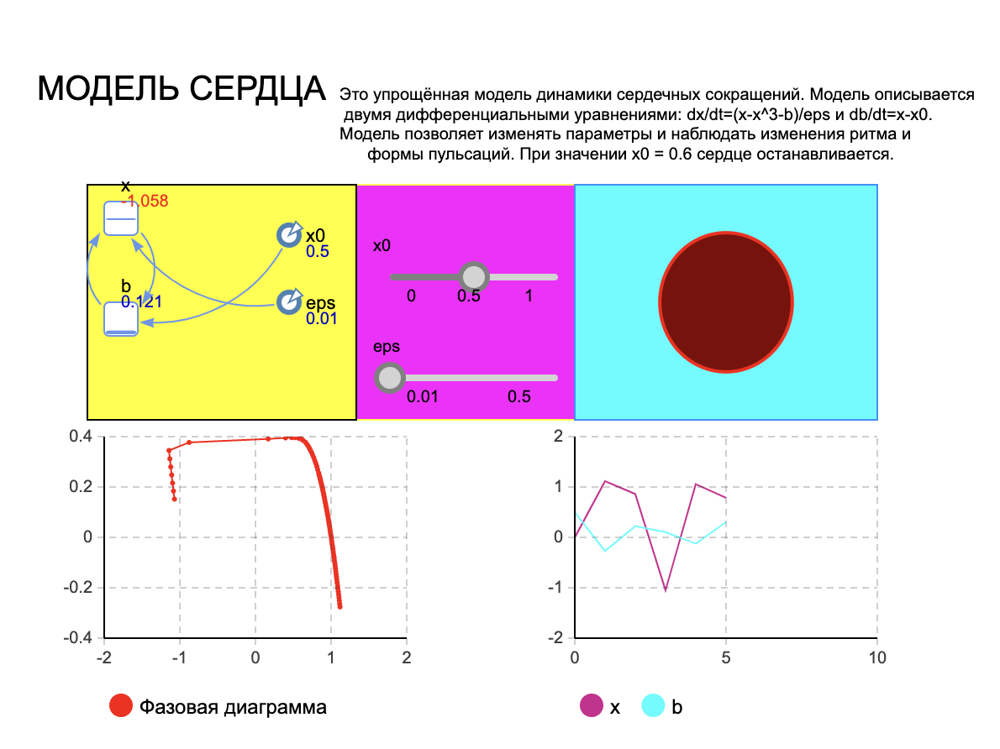 МОДЕЛЬ СЕРДЦА
Это упрощённая модель динамики сердечных сокращений. Модель описывается
двумя дифференциальными уравнениями: dx/dt=(x-x^3-b)/eps и db/dt=x-x0.
Модель позволяет изменять параметры и наблюдать изменения ритма и
формы пульсаций. При значении x0 = 0.6 сердце останавливается.
x
-1.058
x0
0.5
b
0.121
eps
0.01
x0
0 0.5 1
eps
0.01 0.5
0.4
0.2
0
-0.2
-0.4
-2 -1 0 1 2
Фазовая диаграмма
2
1
0
-1
-2
0 5 10
x b